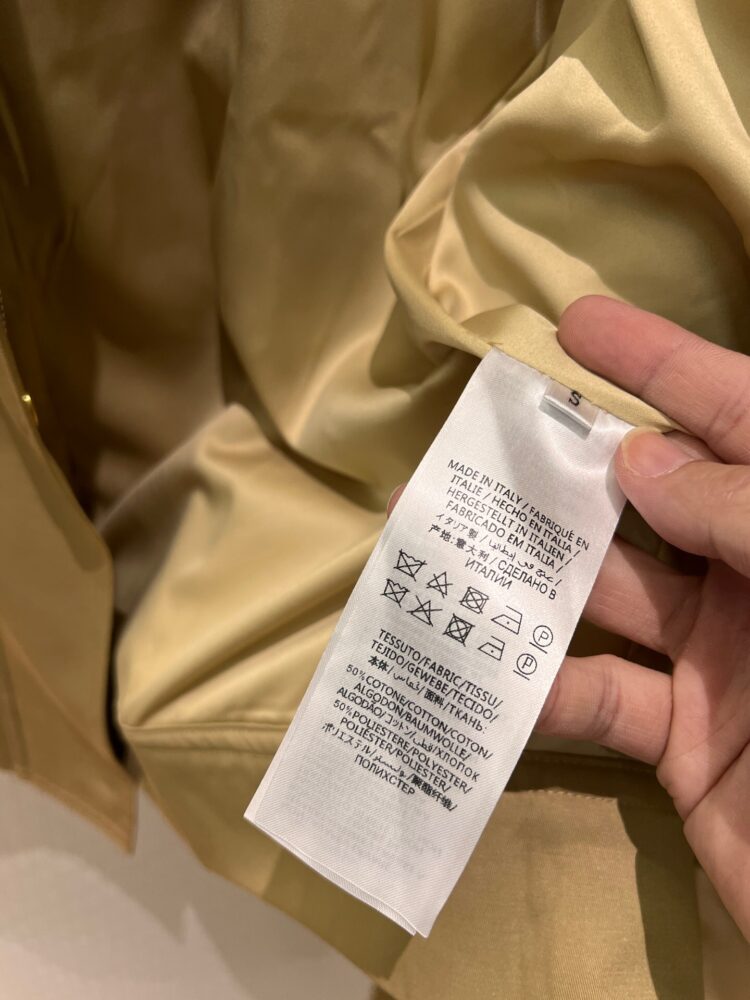 S
MADE IN ITALY / FABRIQUÉ EN
ITALIE / HECHO EN ITALIA /
HERGESTELLT IN ITALIEN /
FABRICADO EM ITALIA /
イタリア製 / صنع في إيطاليا /
产地: 意大利 / СДЕЛАНО В
ИТАЛИИ
P
P
TESSUTO/FABRIC/TISSU/
TEJIDO/GEWEBE/TECIDO/
本体/قماش/面料/ТКАНЬ:
50% COTONE/COTTON/COTON/
ALGODON/BAUMWOLLE/
ALGODÃO/コットン/قطن/ХЛОПОК
50% POLIESTERE/POLYESTER/
POLIÉSTER/POLIESTER/
ポリエステル/بوليستر/聚酯纤维/
ПОЛИЭСТЕР